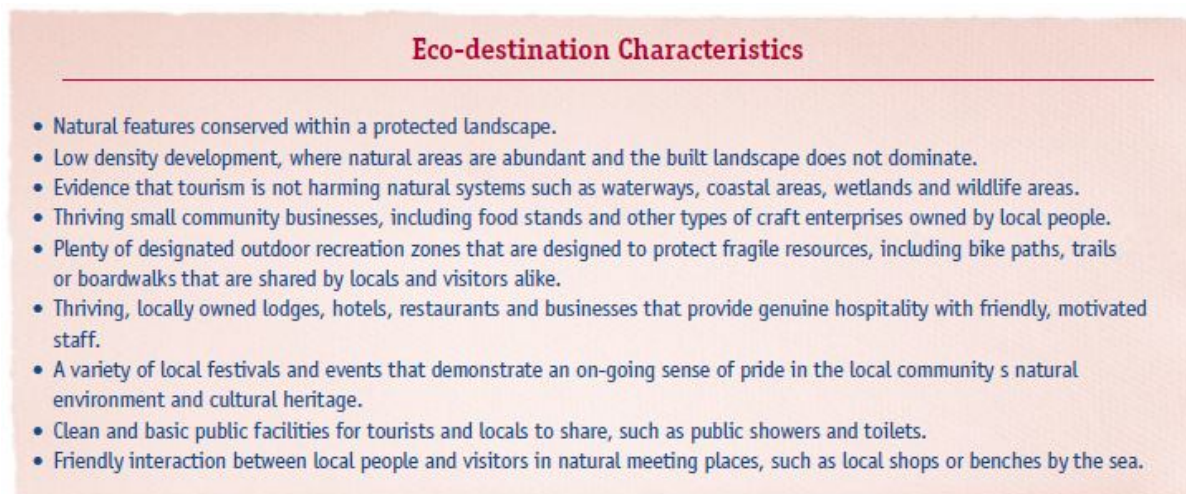 Eco-destination Characteristics
• Natural features conserved within a protected landscape.
• Low density development, where natural areas are abundant and the built landscape does not dominate.
• Evidence that tourism is not harming natural systems such as waterways, coastal areas, wetlands and wildlife areas.
• Thriving small community businesses, including food stands and other types of craft enterprises owned by local people.
• Plenty of designated outdoor recreation zones that are designed to protect fragile resources, including bike paths, trails
or boardwalks that are shared by locals and visitors alike.
• Thriving, locally owned lodges, hotels, restaurants and businesses that provide genuine hospitality with friendly, motivated
staff.
• A variety of local festivals and events that demonstrate an on-going sense of pride in the local community s natural
environment and cultural heritage.
• Clean and basic public facilities for tourists and locals to share, such as public showers and toilets.
• Friendly interaction between local people and visitors in natural meeting places, such as local shops or benches by the sea.